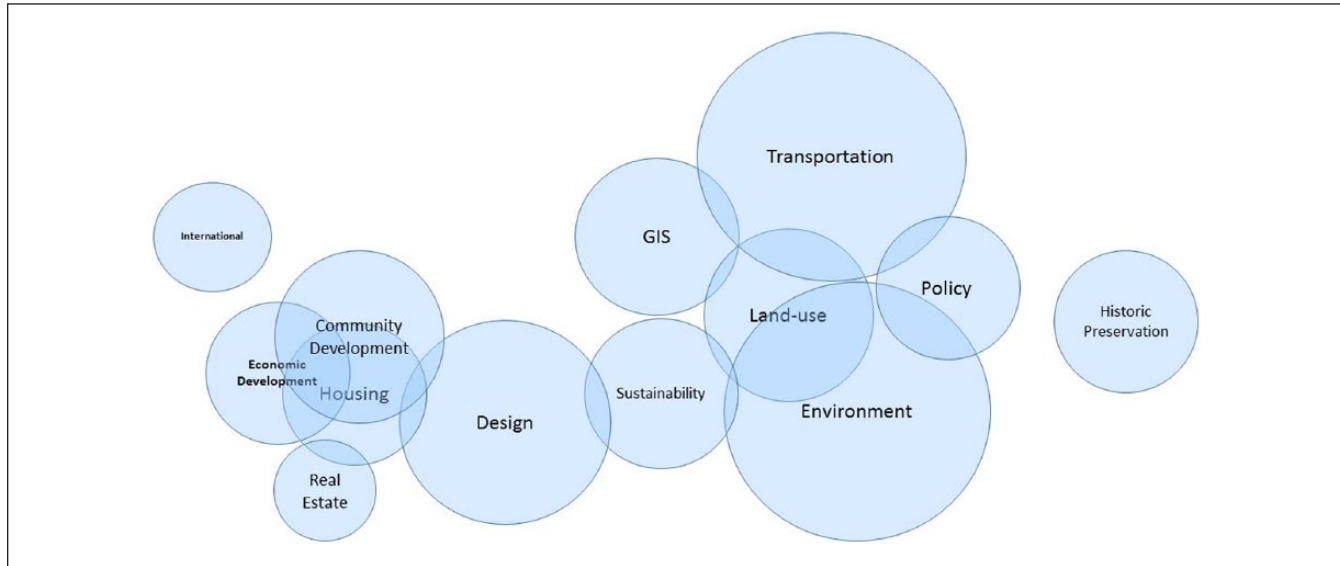 Transportation
International
GIS
Policy
Land-use
Historic
Preservation
Community
Development
Economic
Development
Housing
Sustainability
Environment
Design
Real
Estate